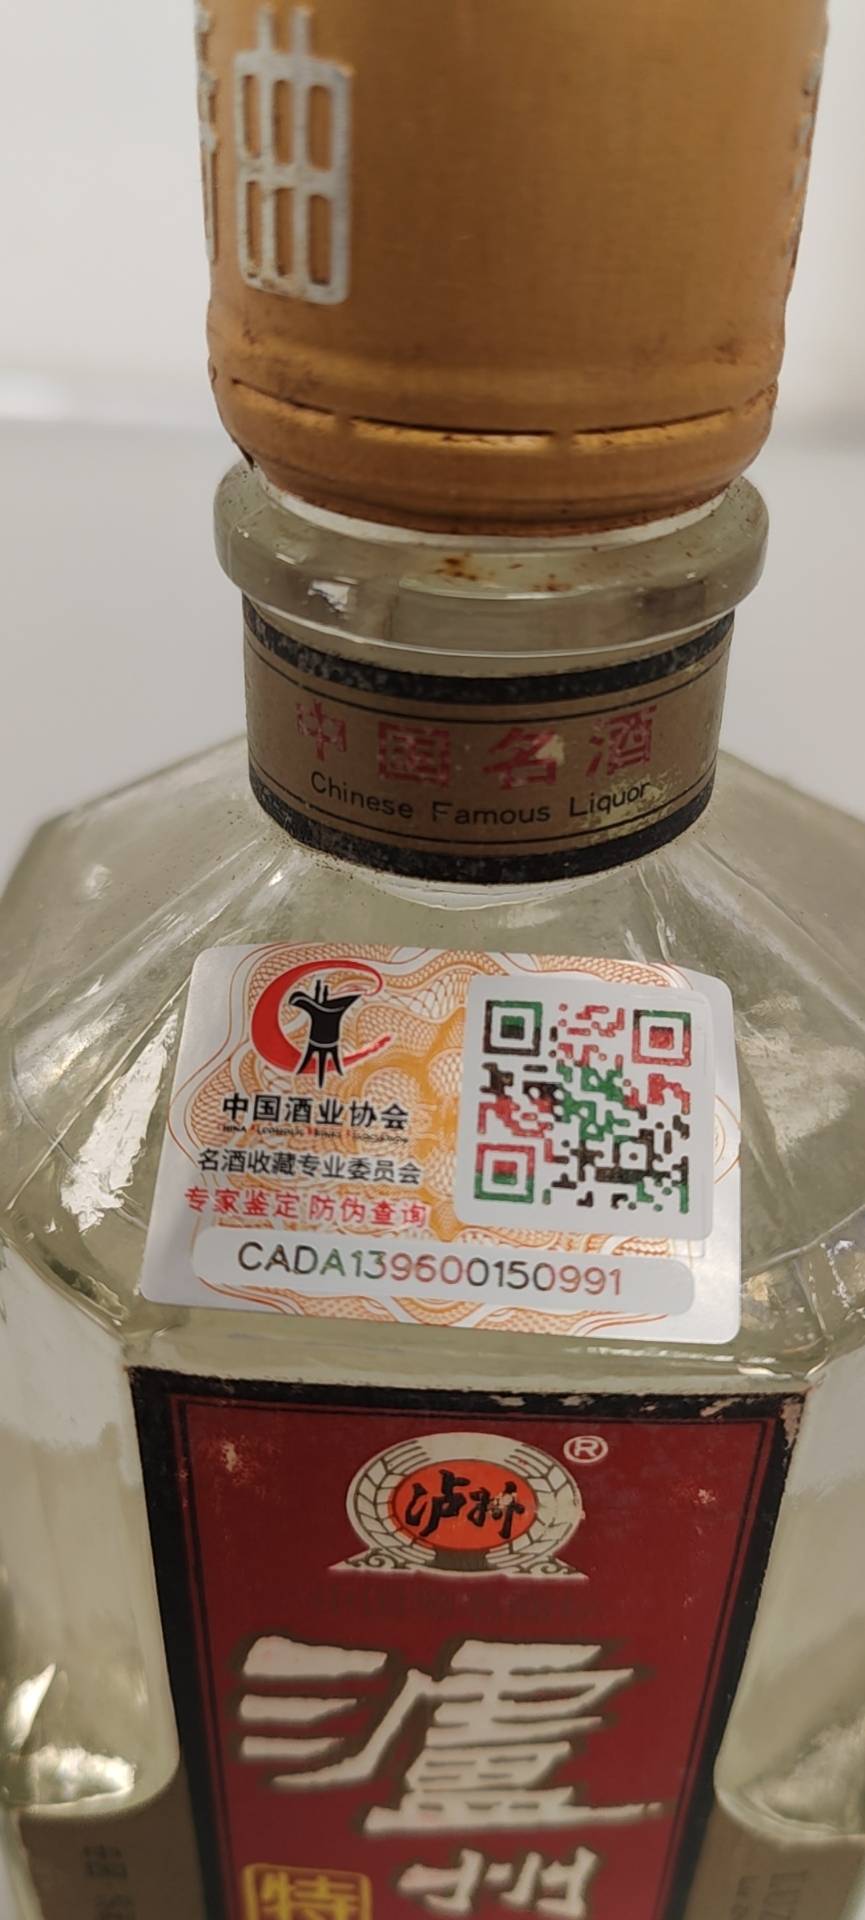 曲
中国名酒
Chinese Famous Liquor
中国酒业协会
名酒收藏专业委员会
专家鉴定 防伪查询
CADA139600150991
泸州
®
瀘
特